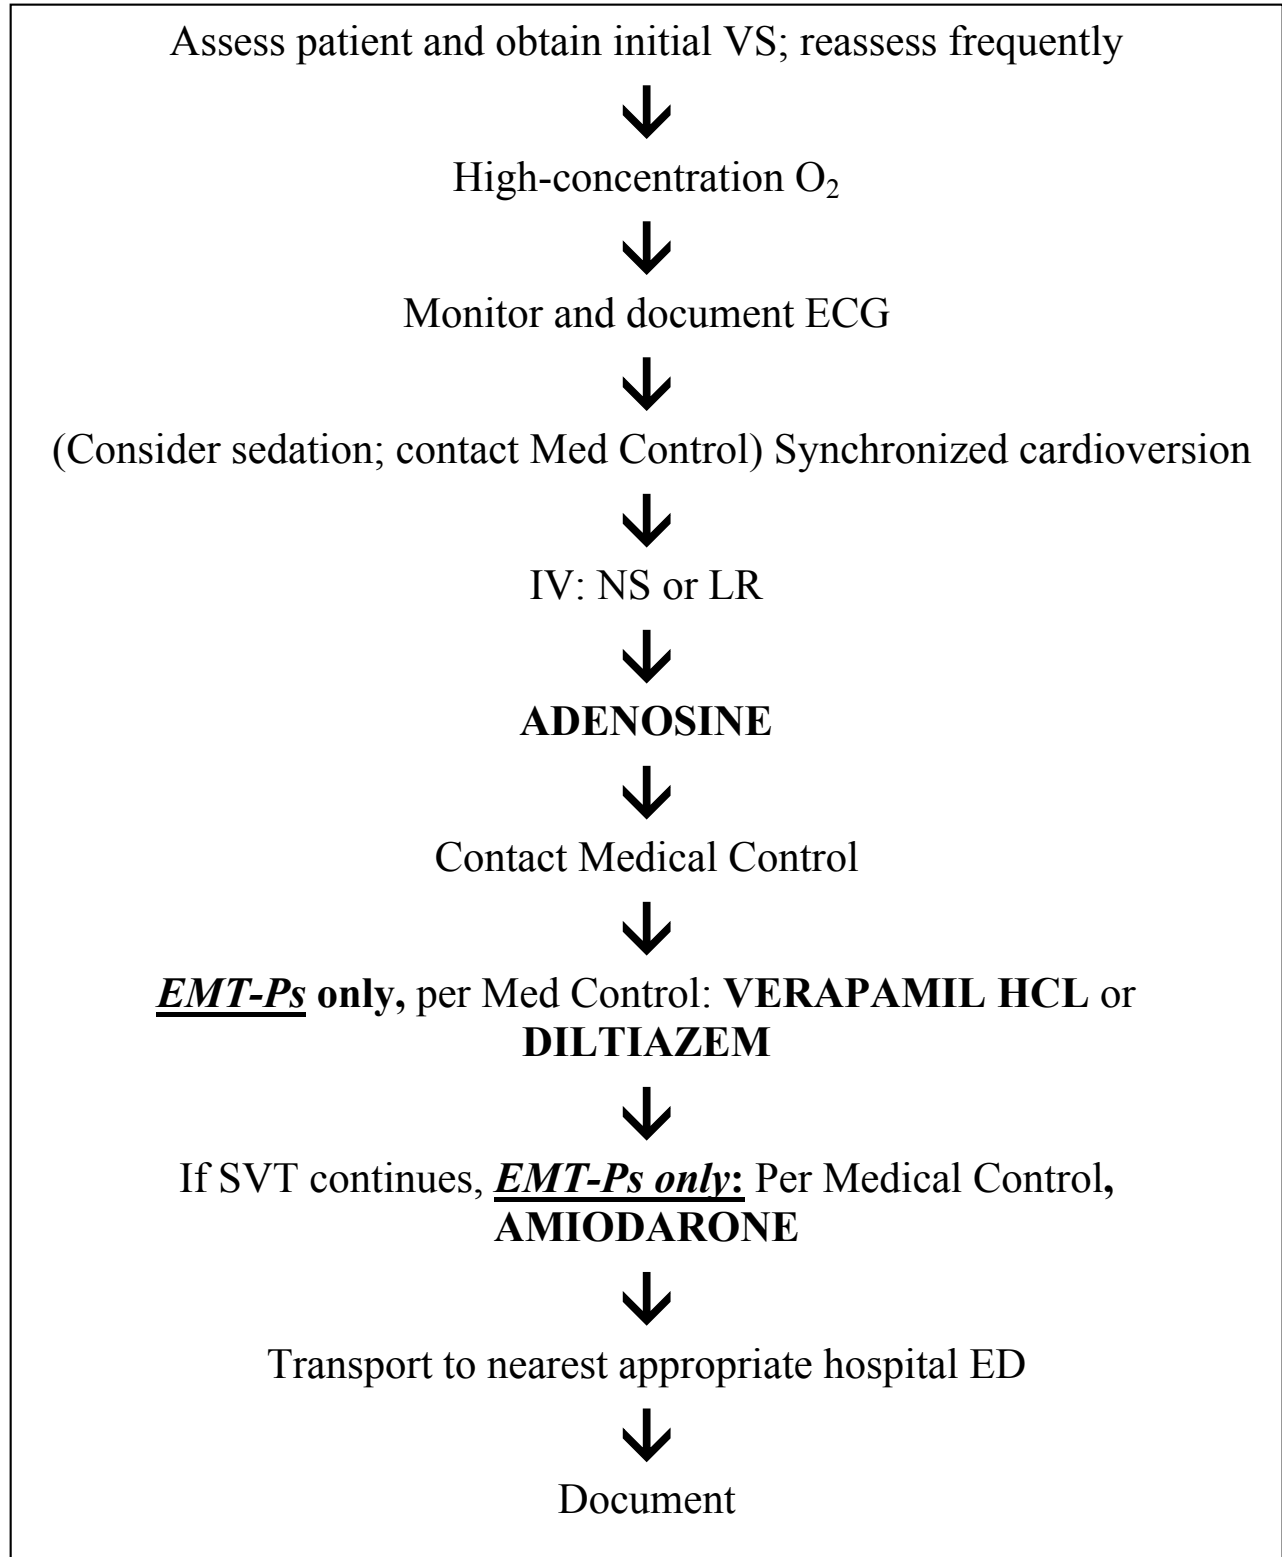 Assess patient and obtain initial VS; reassess frequently
High-concentration O₂
Monitor and document ECG
(Consider sedation; contact Med Control) Synchronized cardioversion
IV: NS or LR
ADENOSINE
Contact Medical Control
EMT-Ps only, per Med Control: VERAPAMIL HCL or
DILTIAZEM
If SVT continues, EMT-Ps only: Per Medical Control,
AMIODARONE
Transport to nearest appropriate hospital ED
Document